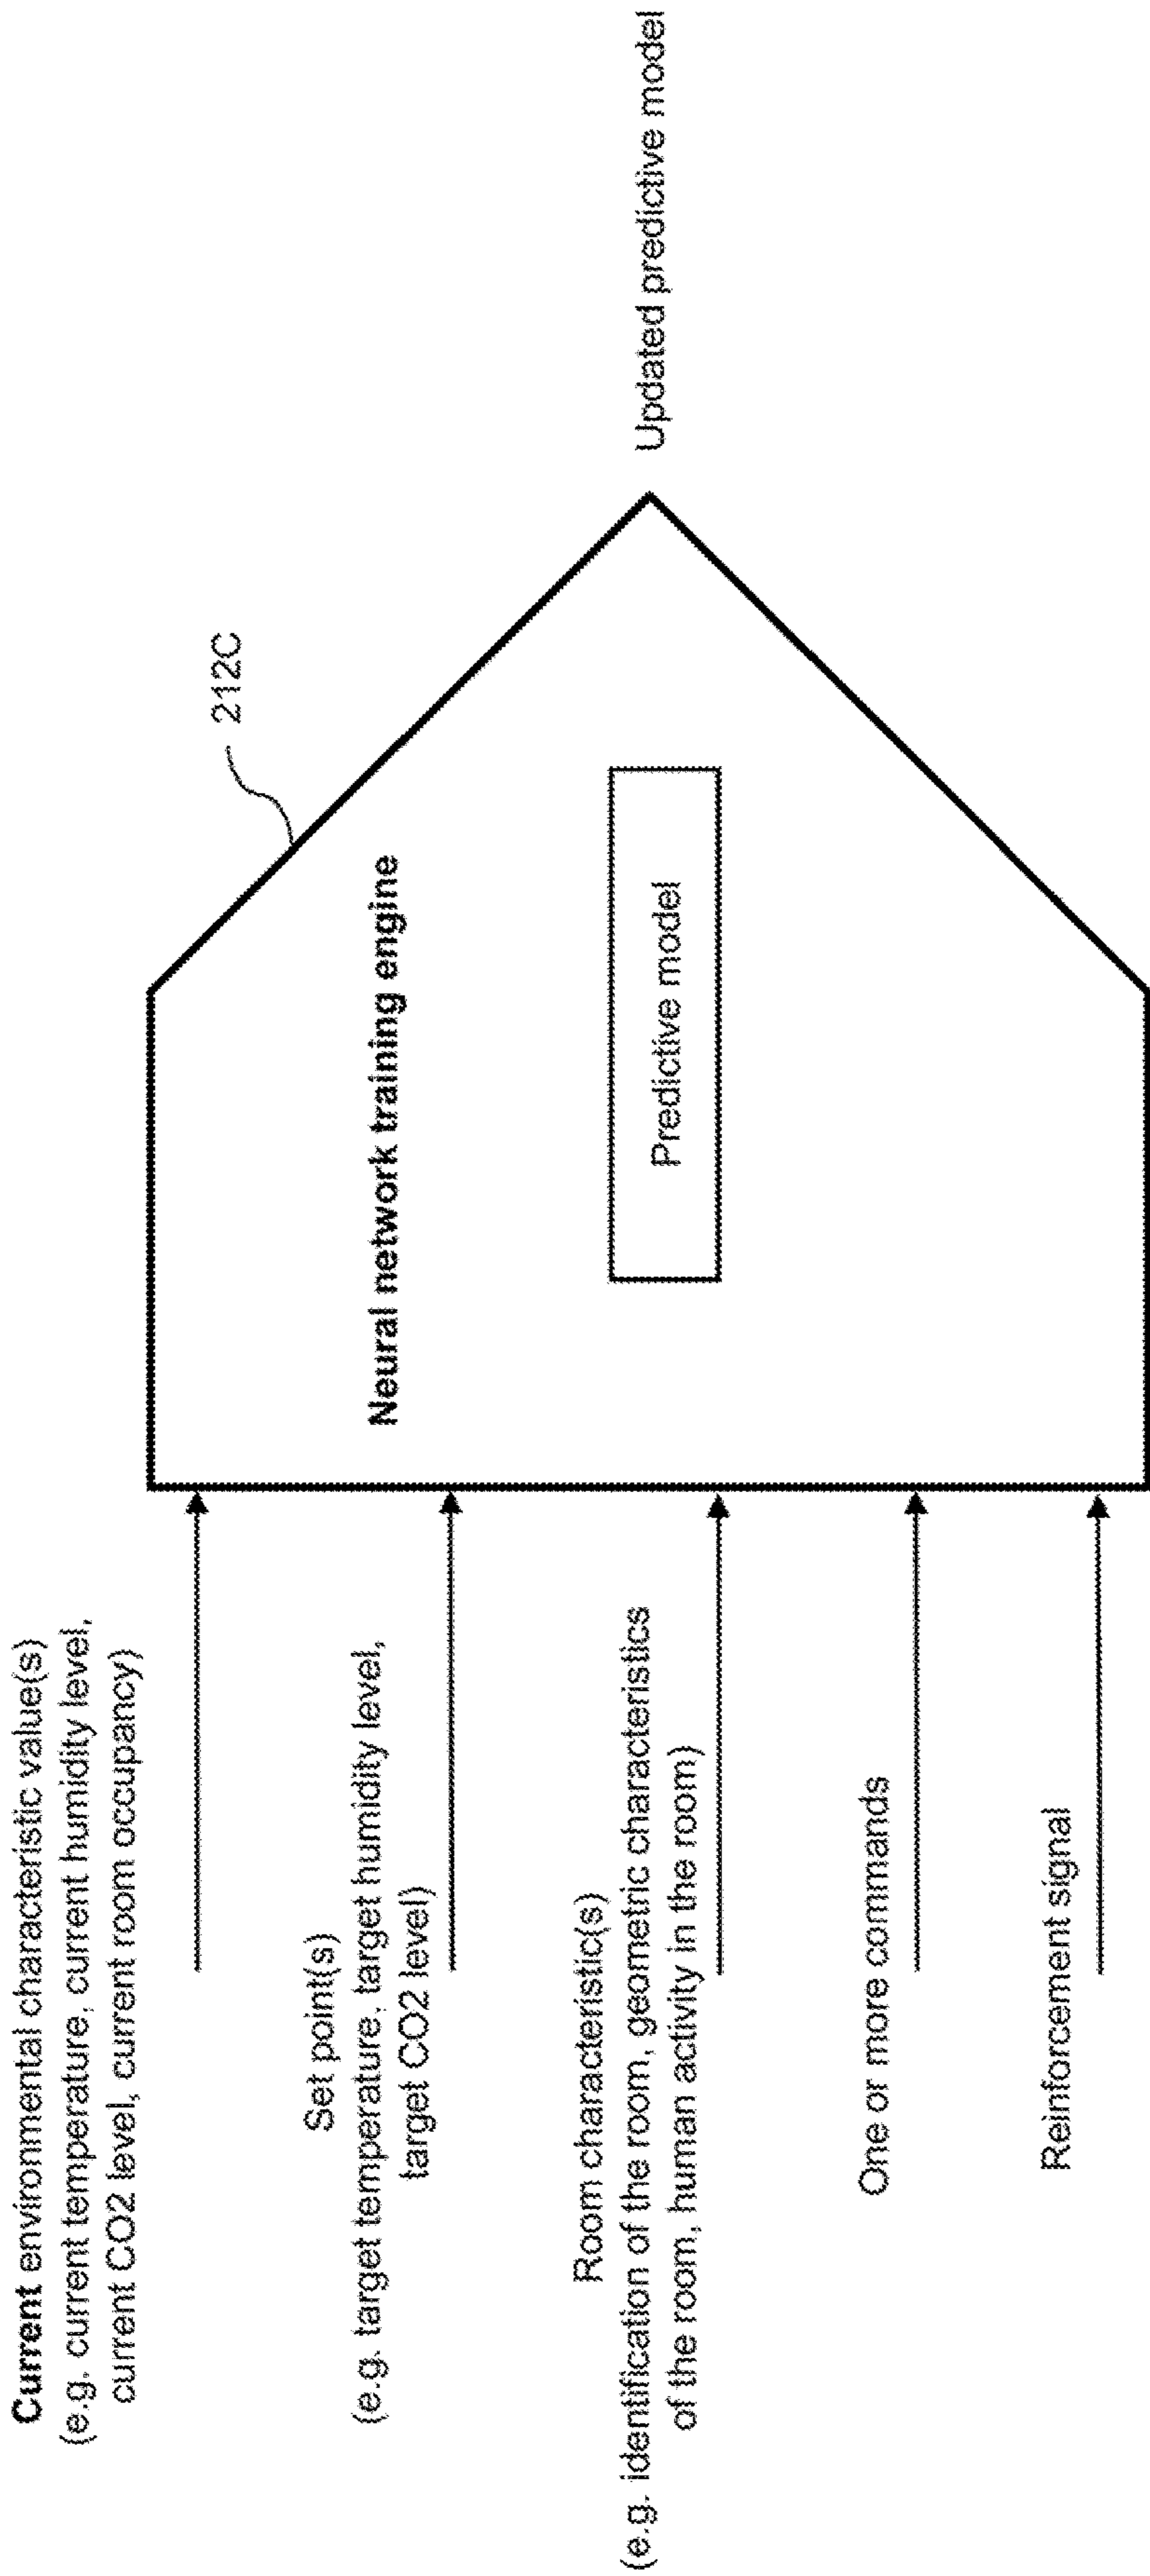 Current environmental characteristic value(s)
(e.g. current temperature, current humidity level,
current CO2 level, current room occupancy)
Set point(s)
(e.g. target temperature, target humidity level,
target CO2 level)
Room characteristic(s)
(e.g. identification of the room, geometric characteristics
of the room, human activity in the room)
One or more commands
Reinforcement signal
212C
Neural network training engine
Predictive model
Updated predictive model